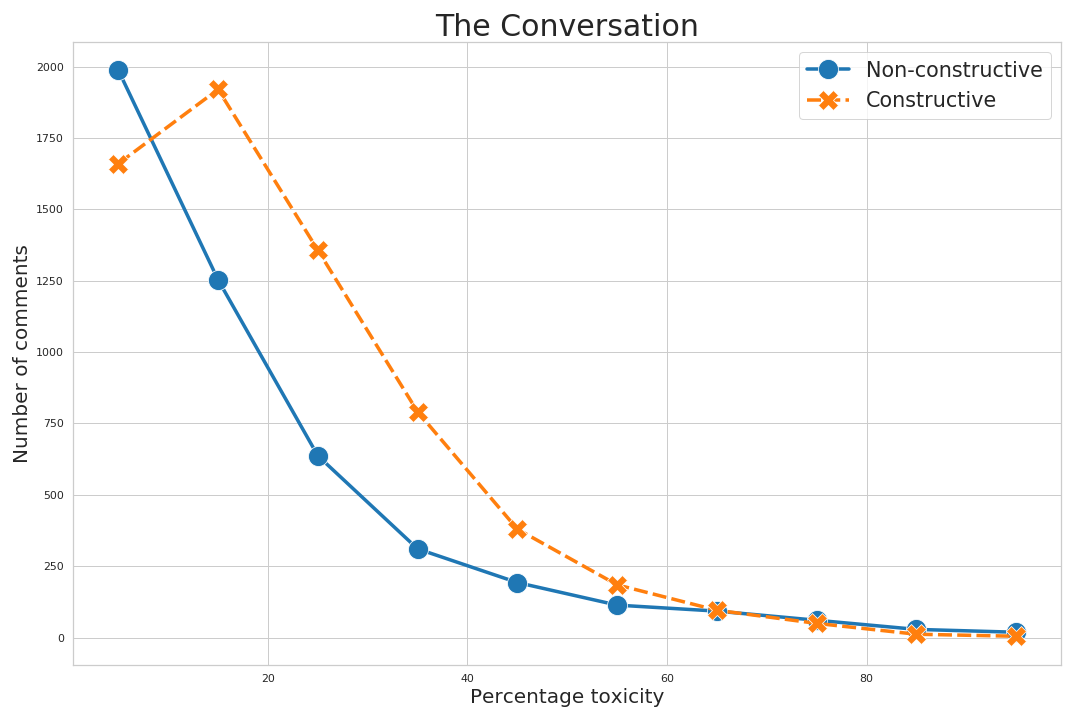 The Conversation
Non-constructive
Constructive
Number of comments
2000
1750
1500
1250
1000
750
500
250
0
20
40
60
80
Percentage toxicity